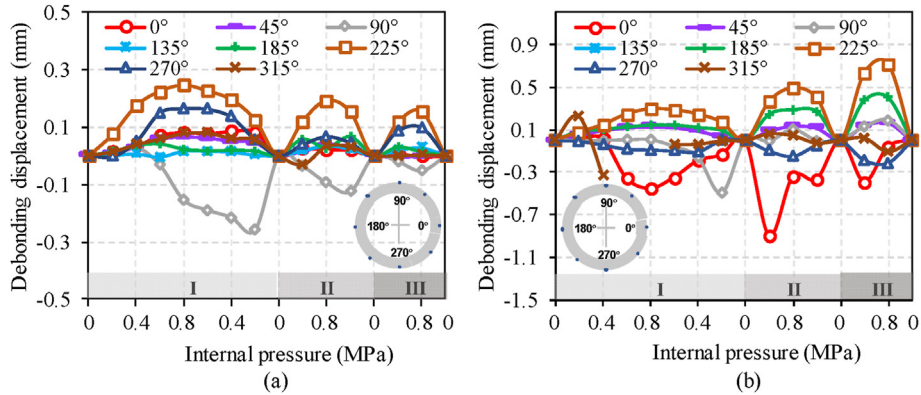 0° 45° 90°
135° 185° 225°
270° 315°
0.5
0.3
0.1
-0.1
-0.3
-0.5
Debonding displacement (mm)
90°
180° 0°
270°
I II III
0 0.4 0.8 0.4 0 0.8 0 0.8 0
Internal pressure (MPa)
(a)
0° 45° 90°
135° 185° 225°
270° 315°
0.9
0.5
0.1
-0.3
-0.7
-1.1
-1.5
Debonding displacement (mm)
90°
180° 0°
270°
I II III
0 0.4 0.8 0.4 0 0.8 0 0.8 0
Internal pressure (MPa)
(b)